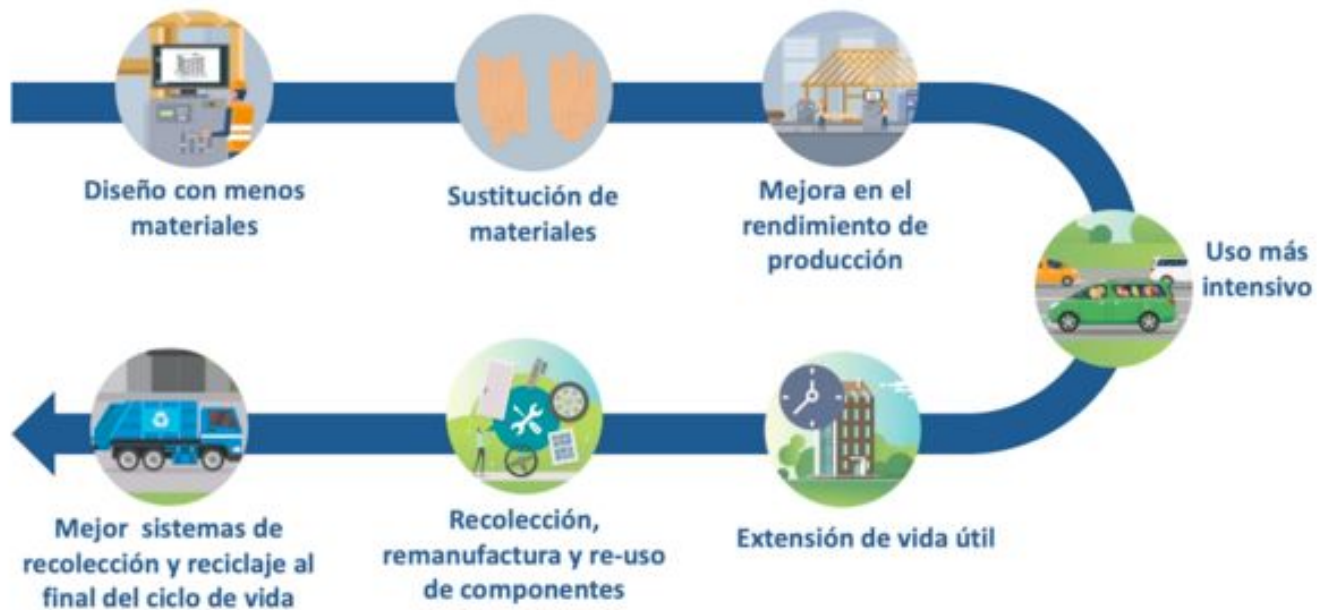 Diseño con menos
materiales
Sustitución de
materiales
Mejora en el
rendimiento de
producción
Uso más
intensivo
Extensión de vida útil
Recolección,
remanufactura y re-uso
de componentes
Mejor sistemas de
recolección y reciclaje al
final del ciclo de vida